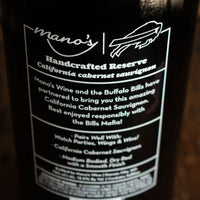 mano's
Handcrafted Reserve
California cabernet sauvignon
Mano's Wine and the Buffalo Bills have
partnered to bring you this amazing
California Cabernet Sauvignon.
Best enjoyed responsibly with
the Bills Mafia!
• Pairs Well With:
Watch Parties, Wings & Wins!
• California Cabernet
Sauvignon
• Medium Bodied, Dry Red
with a Smooth Finish